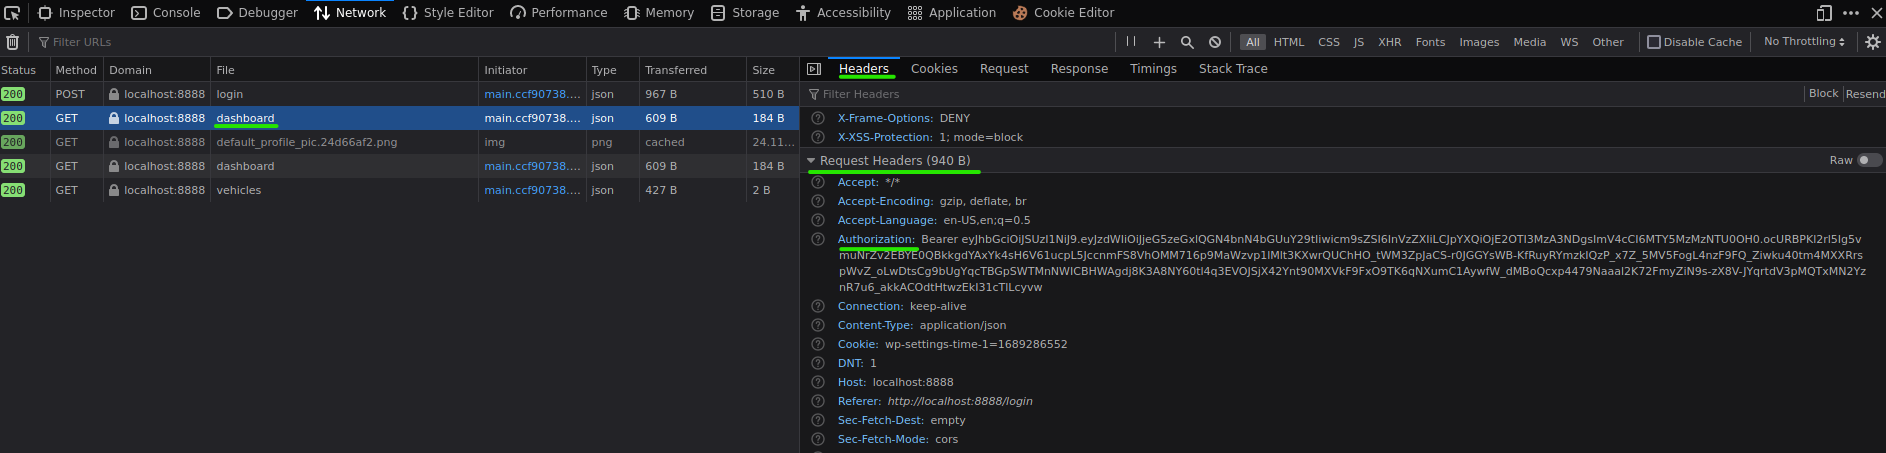 Inspector Console Debugger Network Style Editor Performance Memory Storage Accessibility Application Cookie Editor
Filter URLs All HTML CSS JS XHR Fonts Images Media WS Other Disable Cache No Throttling
Status Method Domain File Initiator Type Transferred Size
200 POST localhost:8888 login main.ccf90738.... json 967 B 510 B
200 GET localhost:8888 dashboard main.ccf90738.... json 609 B 184 B
200 GET localhost:8888 default_profile_pic.24d66af2.png img png cached 24.11...
200 GET localhost:8888 dashboard main.ccf90738.... json 609 B 184 B
200 GET localhost:8888 vehicles main.ccf90738.... json 427 B 2 B
Headers Cookies Request Response Timings Stack Trace
Filter Headers Block Resend
X-Frame-Options: DENY
X-XSS-Protection: 1; mode=block
Request Headers (940 B) Raw
Accept: */*
Accept-Encoding: gzip, deflate, br
Accept-Language: en-US,en;q=0.5
Authorization: Bearer
Connection: keep-alive
Content-Type: application/json
Cookie: wp-settings-time-1=1689286552
DNT: 1
Host: localhost:8888
Referer: http://localhost:8888/login
Sec-Fetch-Dest: empty
Sec-Fetch-Mode: cors